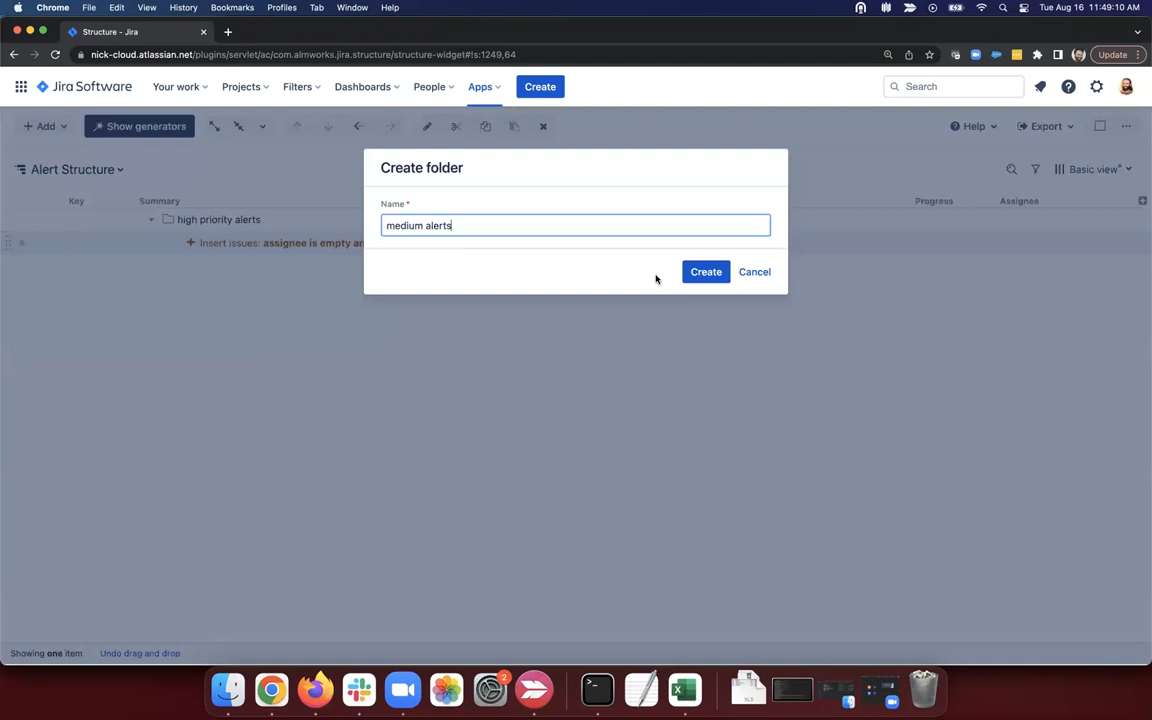 Chrome File Edit View History Bookmarks Profiles Tab Window Help Tue Aug 16 11:49:10 AM
Structure - Jira
nick-cloud.atlassian.net/plugins/servlet/ac/com.almworks.jira.structure/structure-widget#!s:1249,64 Update
Jira Software Your work Projects Filters Dashboards People Apps Create Search
Add Show generators Help Export
Create folder
Alert Structure Basic view*
Key Summary Name * Progress Assignee
high priority alerts medium alerts
Insert issues: assignee is empty an
Create Cancel
Showing one item Undo drag and drop
2
XLS